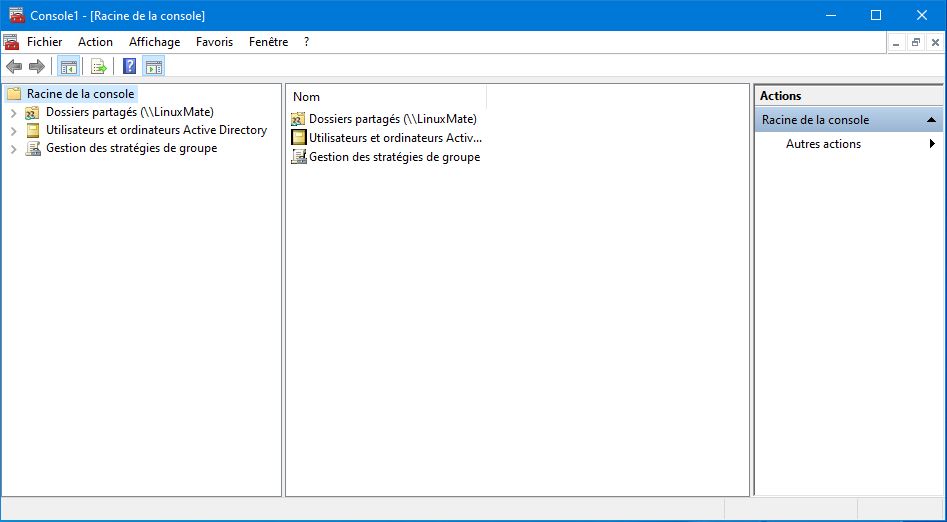 Console1 - [Racine de la console]
Fichier Action Affichage Favoris Fenêtre ?
Racine de la console
Dossiers partagés (\\LinuxMate)
Utilisateurs et ordinateurs Active Directory
Gestion des stratégies de groupe
Nom
Dossiers partagés (\\LinuxMate)
Utilisateurs et ordinateurs Activ...
Gestion des stratégies de groupe
Actions
Racine de la console
Autres actions